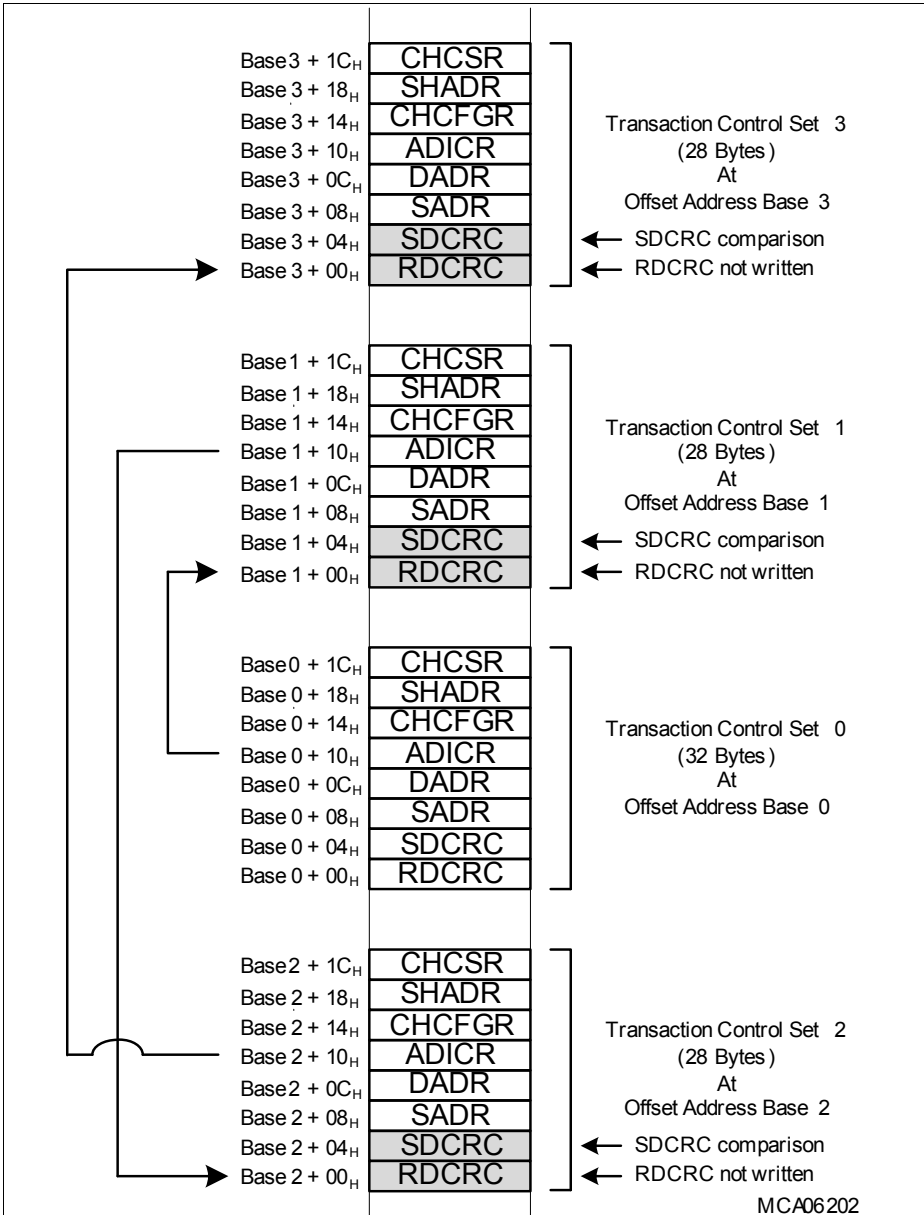 Base 3 + 1CH CHCSR
Base 3 + 18H SHADR
Base 3 + 14H CHCFGR
Base 3 + 10H ADICR
Base 3 + 0CH DADR
Base 3 + 08H SADR
Base 3 + 04H SDCRC
Base 3 + 00H RDCRC
Transaction Control Set 3
(28 Bytes)
At
Offset Address Base 3
SDCRC comparison
RDCRC not written
Base 1 + 1CH CHCSR
Base 1 + 18H SHADR
Base 1 + 14H CHCFGR
Base 1 + 10H ADICR
Base 1 + 0CH DADR
Base 1 + 08H SADR
Base 1 + 04H SDCRC
Base 1 + 00H RDCRC
Transaction Control Set 1
(28 Bytes)
At
Offset Address Base 1
SDCRC comparison
RDCRC not written
Base 0 + 1CH CHCSR
Base 0 + 18H SHADR
Base 0 + 14H CHCFGR
Base 0 + 10H ADICR
Base 0 + 0CH DADR
Base 0 + 08H SADR
Base 0 + 04H SDCRC
Base 0 + 00H RDCRC
Transaction Control Set 0
(32 Bytes)
At
Offset Address Base 0
Base 2 + 1CH CHCSR
Base 2 + 18H SHADR
Base 2 + 14H CHCFGR
Base 2 + 10H ADICR
Base 2 + 0CH DADR
Base 2 + 08H SADR
Base 2 + 04H SDCRC
Base 2 + 00H RDCRC
Transaction Control Set 2
(28 Bytes)
At
Offset Address Base 2
SDCRC comparison
RDCRC not written
MCA06202